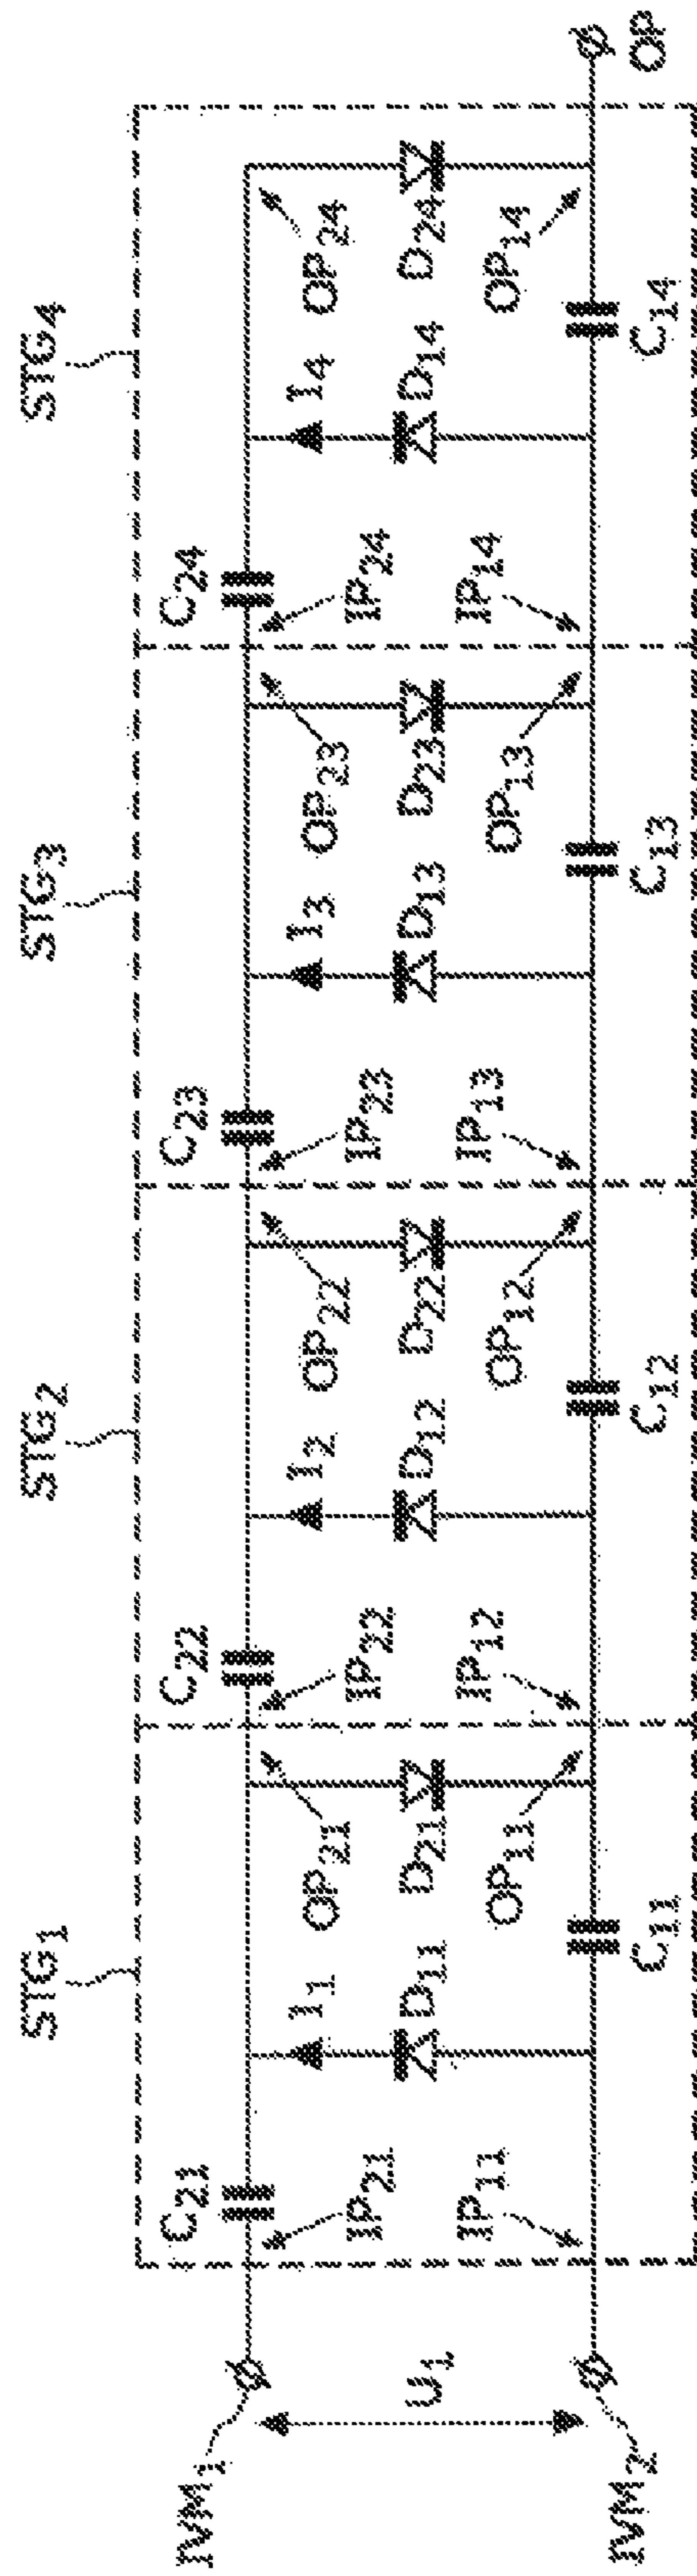 STG₁ STG₂ STG₃ STG₄
C₂₁ C₂₂ C₂₃ C₂₄
IVM₁
IP₂₁ I₁ OP₂₁ IP₂₂ I₂ OP₂₂ IP₂₃ I₃ OP₂₃ IP₂₄ I₄ OP₂₄
U₁ D₁₁ D₂₁ D₁₂ D₂₂ D₁₃ D₂₃ D₁₄ D₂₄
IP₁₁ OP₁₁ IP₁₂ OP₁₂ IP₁₃ OP₁₃ IP₁₄ OP₁₄
IVM₂ OP
C₁₁ C₁₂ C₁₃ C₁₄